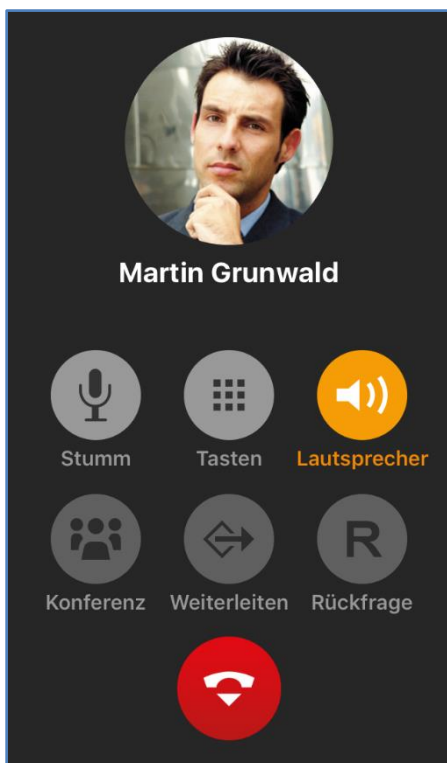 Martin Grunwald
Stumm Tasten Lautsprecher
R
Konferenz Weiterleiten Rückfrage